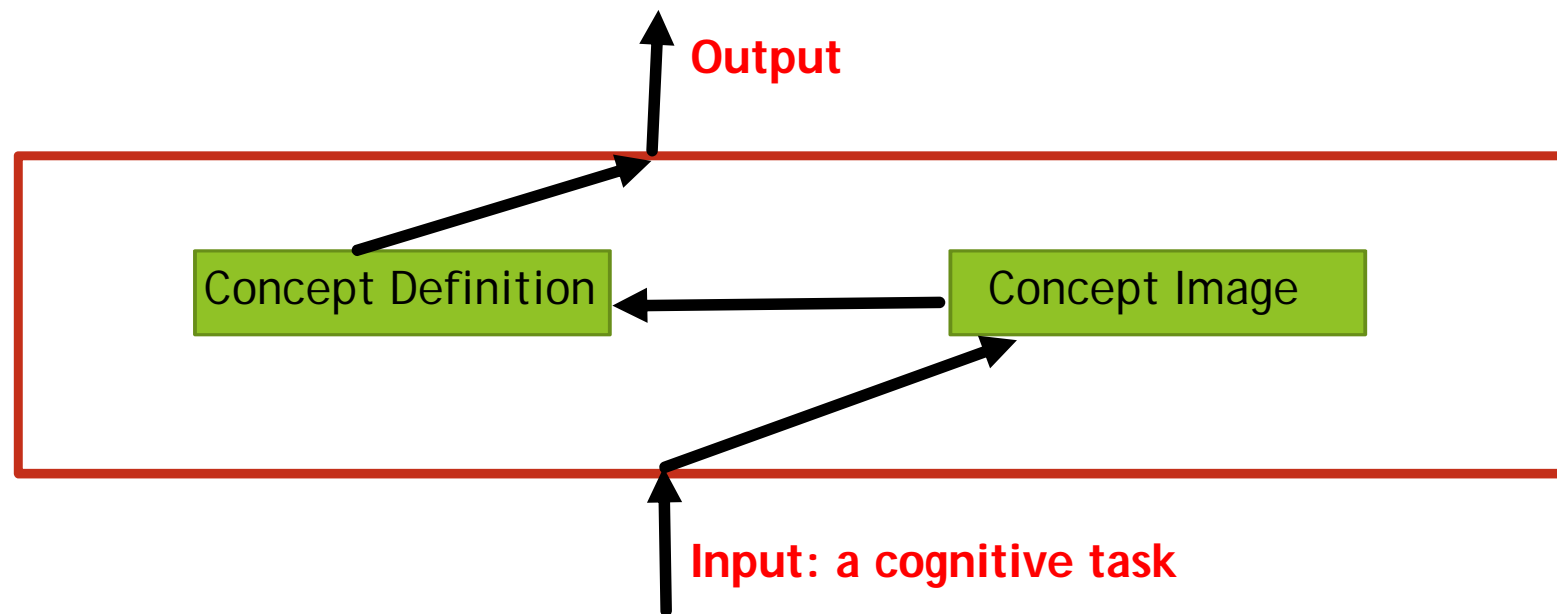 Output
Concept Definition
Concept Image
Input: a cognitive task